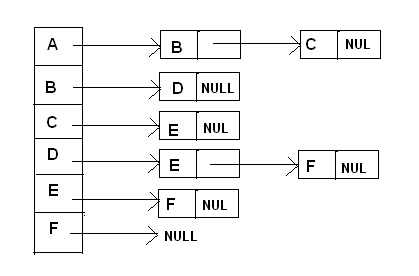 A B C NUL
B D NULL
C E NUL
D E F NUL
E F NUL
F NULL